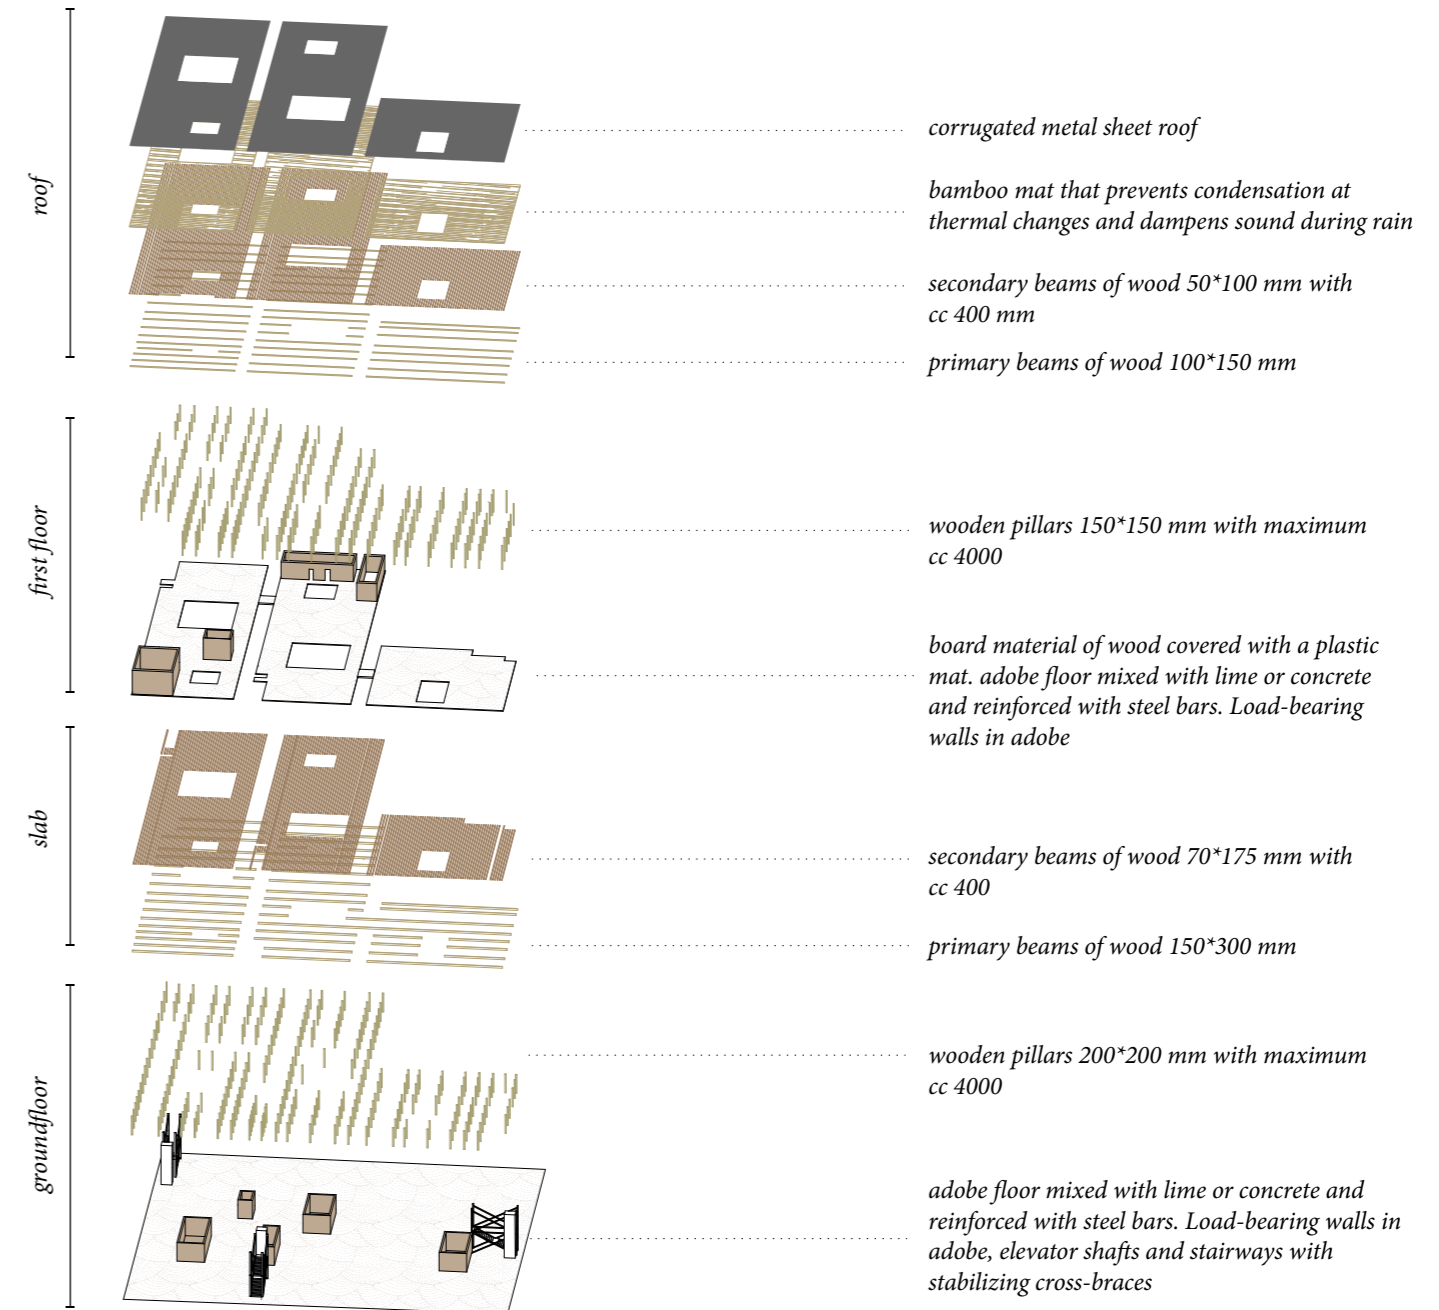 roof
corrugated metal sheet roof
bamboo mat that prevents condensation at
thermal changes and dampens sound during rain
secondary beams of wood 50*100 mm with
cc 400 mm
primary beams of wood 100*150 mm
first floor
wooden pillars 150*150 mm with maximum
cc 4000
board material of wood covered with a plastic
mat. adobe floor mixed with lime or concrete
and reinforced with steel bars. Load-bearing
walls in adobe
slab
secondary beams of wood 70*175 mm with
cc 400
primary beams of wood 150*300 mm
groundfloor
wooden pillars 200*200 mm with maximum
cc 4000
adobe floor mixed with lime or concrete and
reinforced with steel bars. Load-bearing walls in
adobe, elevator shafts and stairways with
stabilizing cross-braces